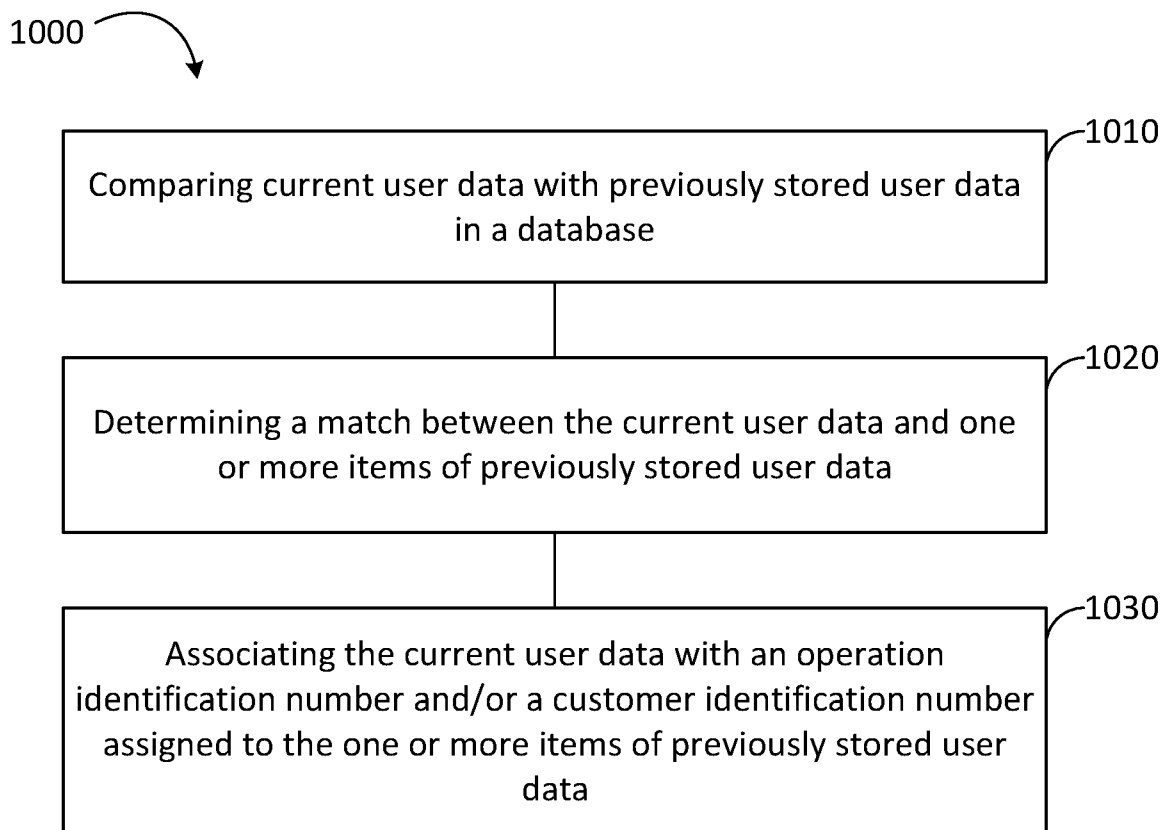 1000
1010
Comparing current user data with previously stored user data
in a database
1020
Determining a match between the current user data and one
or more items of previously stored user data
1030
Associating the current user data with an operation
identification number and/or a customer identification number
assigned to the one or more items of previously stored user
data